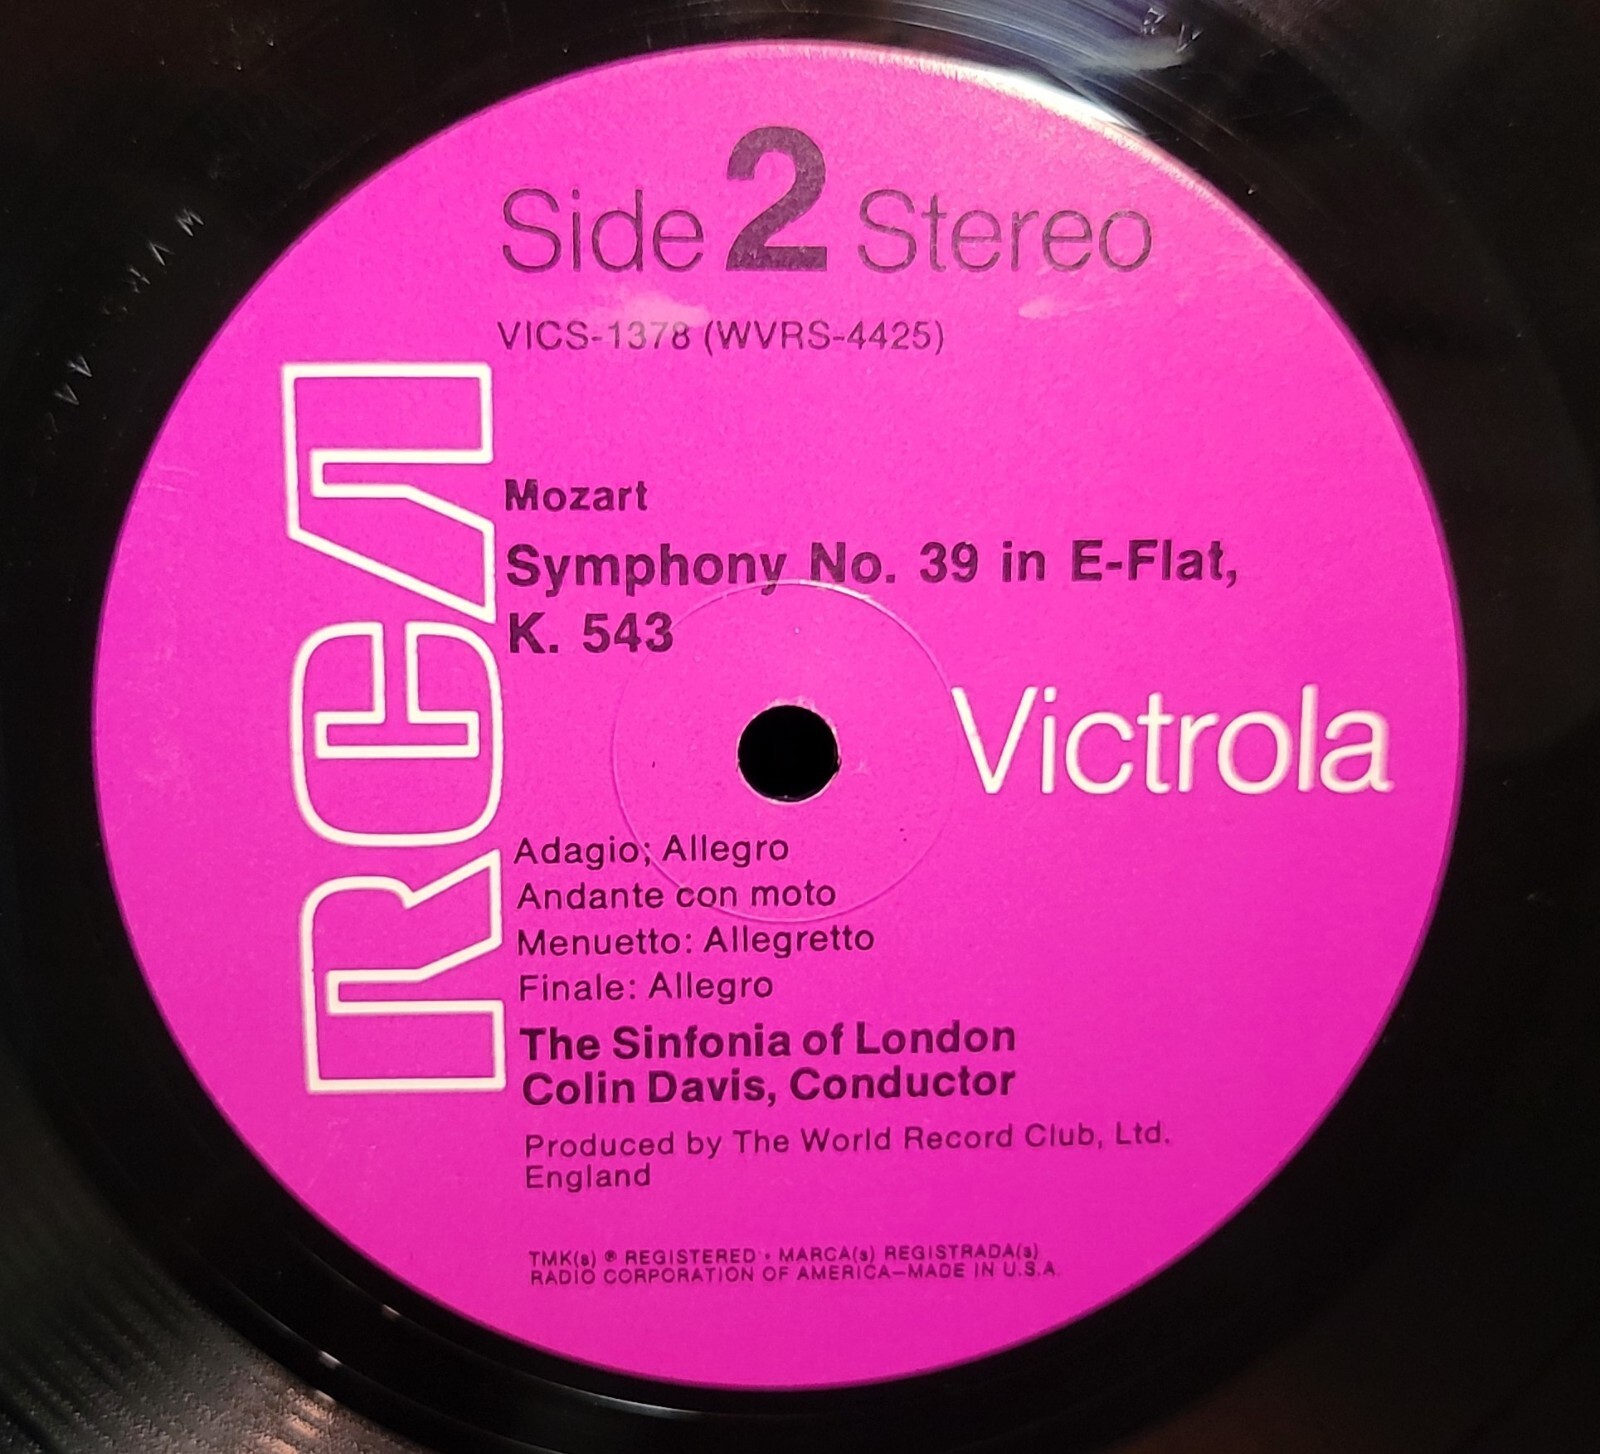 Side 2 Stereo
VICS-1378 (WVRS-4425)
RCA
Mozart
Symphony No. 39 in E-Flat,
K. 543
Victrola
Adagio; Allegro
Andante con moto
Menuetto: Allegretto
Finale: Allegro
The Sinfonia of London
Colin Davis, Conductor
Produced by The World Record Club, Ltd.
England
TMK(s) ® REGISTERED • MARCA(s) REGISTRADA(s)
RADIO CORPORATION OF AMERICA—MADE IN U.S.A.